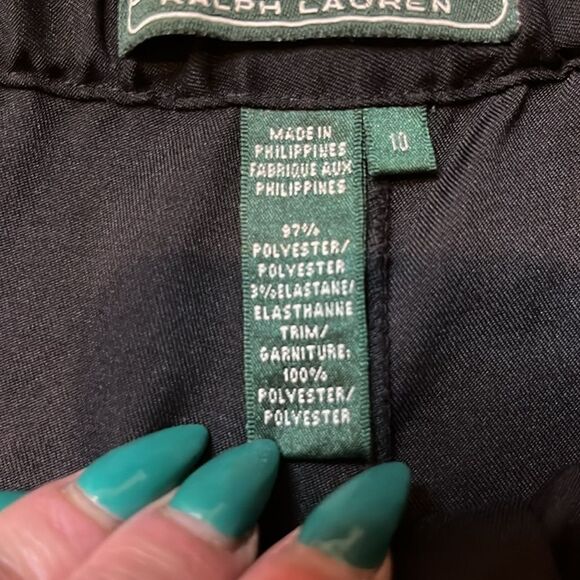 RALPH LAUREN
10
MADE IN
PHILIPPINES
FABRIQUE AUX
PHILIPPINES
97%
POLYESTER/
POLYESTER
3%ELASTANE/
ELASTHANNE
TRIM/
GARNITURE:
100%
POLYESTER/
POLYESTER